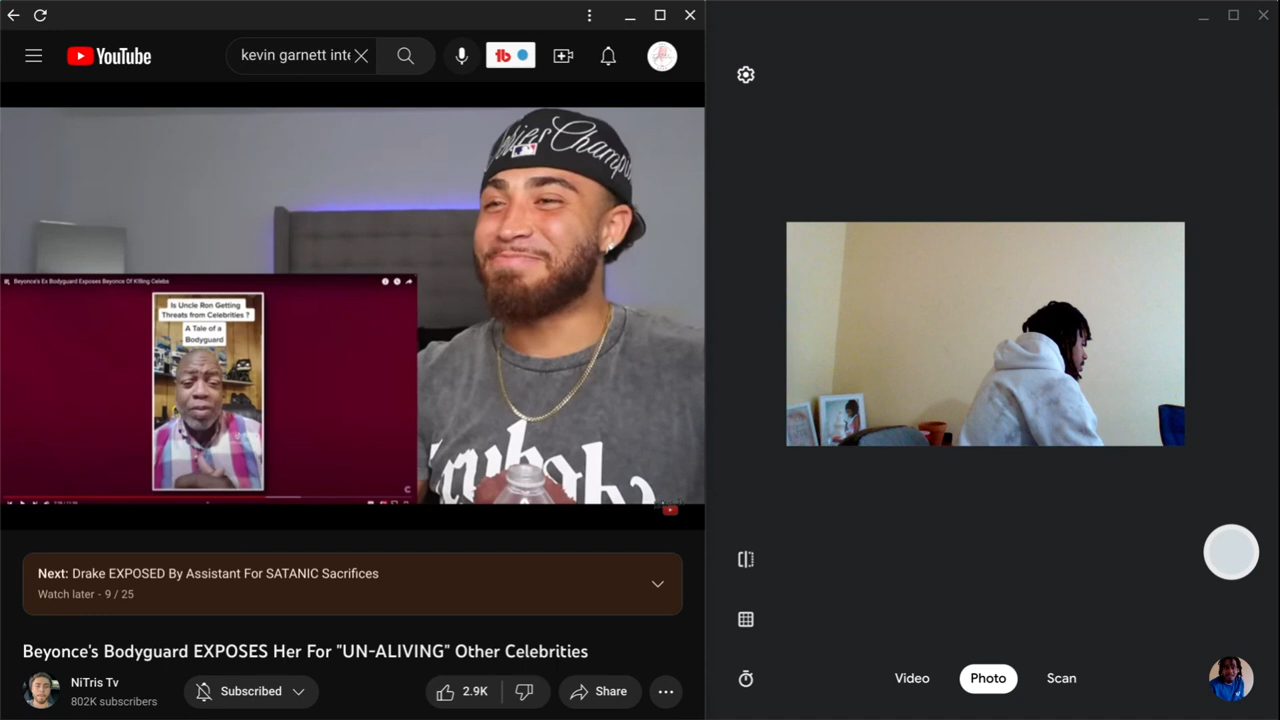 YouTube
kevin garnett inte
Beyonce's Ex Bodyguard Exposes Beyonce Of Killing Celebs
Is Uncle Ron Getting
Threats from Celebrities ?
A Tale of a
Bodyguard
Next: Drake EXPOSED By Assistant For SATANIC Sacrifices
Watch later - 9 / 25
Beyonce's Bodyguard EXPOSES Her For "UN-ALIVING" Other Celebrities
NiTris Tv
802K subscribers
Subscribed
2.9K
Share
Video
Photo
Scan